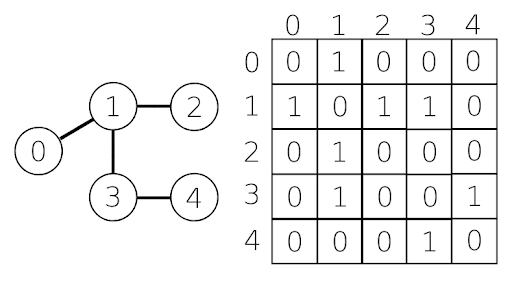 0 1 2 3 4
0 0 1 0 0 0
1 1 0 1 1 0
2 0 1 0 0 0
3 0 1 0 0 1
4 0 0 0 1 0
1 2
0
3 4